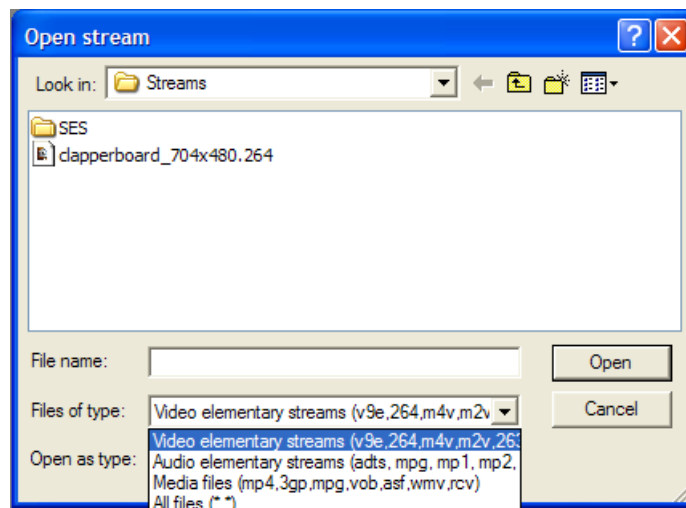 Open stream
Look in: Streams
SES
clapperboard_704x480.264
File name:
Open
Files of type: Video elementary streams (v9e,264,m4v,m2v
Cancel
Video elementary streams (v9e,264,m4v,m2v,263
Open as type:
Audio elementary streams (adts, mpg, mp1, mp2,
Media files (mp4,3gp,mpg,vob,asf,wmv,rcv)
All files (*.*)